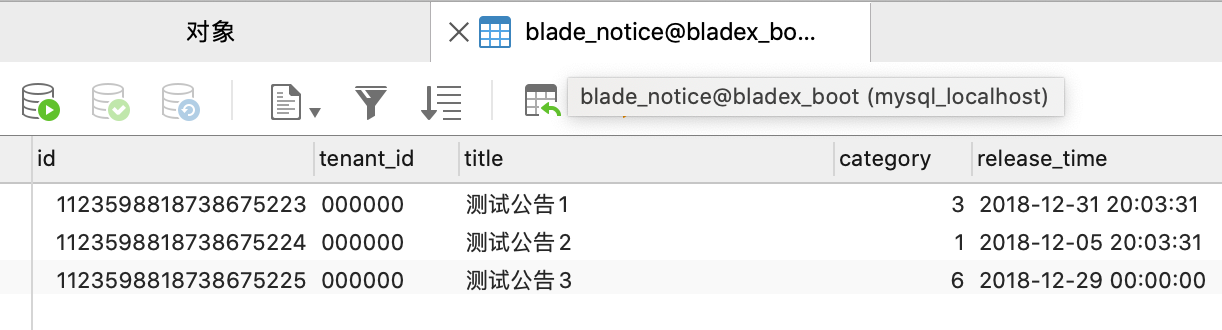 对象
blade_notice@bladex_bo...
blade_notice@bladex_boot (mysql_localhost)
id tenant_id title category release_time
1123598818738675223 000000 测试公告1 3 2018-12-31 20:03:31
1123598818738675224 000000 测试公告2 1 2018-12-05 20:03:31
1123598818738675225 000000 测试公告3 6 2018-12-29 00:00:00